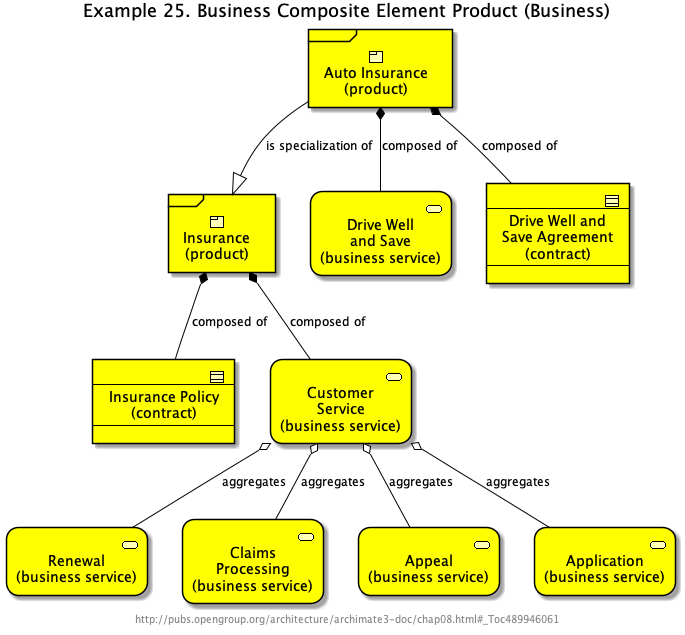 Example 25. Business Composite Element Product (Business)
Auto Insurance
(product)
is specialization of
composed of
composed of
Insurance
(product)
Drive Well
and Save
(business service)
Drive Well and
Save Agreement
(contract)
composed of
composed of
Insurance Policy
(contract)
Customer
Service
(business service)
aggregates
aggregates
aggregates
aggregates
Renewal
(business service)
Claims
Processing
(business service)
Appeal
(business service)
Application
(business service)
http://pubs.opengroup.org/architecture/archimate3-doc/chap08.html#_Toc489946061